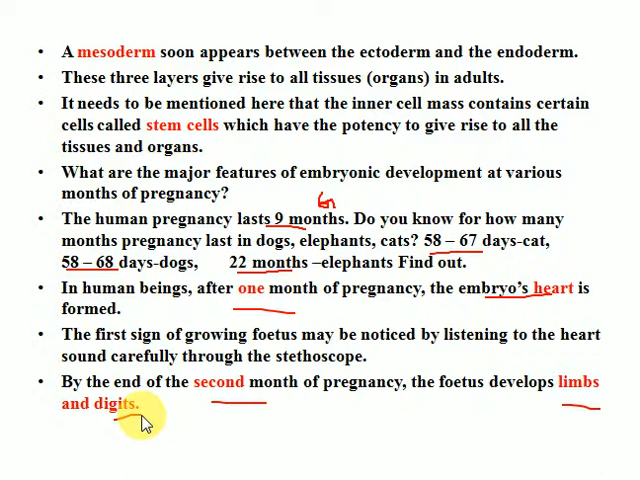 • A mesoderm soon appears between the ectoderm and the endoderm.
• These three layers give rise to all tissues (organs) in adults.
• It needs to be mentioned here that the inner cell mass contains certain
cells called stem cells which have the potency to give rise to all the
tissues and organs.
• What are the major features of embryonic development at various
months of pregnancy?
• The human pregnancy lasts 9 months. Do you know for how many
months pregnancy last in dogs, elephants, cats? 58 – 67 days-cat,
58 – 68 days-dogs, 22 months –elephants Find out.
• In human beings, after one month of pregnancy, the embryo’s heart is
formed.
• The first sign of growing foetus may be noticed by listening to the heart
sound carefully through the stethoscope.
• By the end of the second month of pregnancy, the foetus develops limbs
and digits.